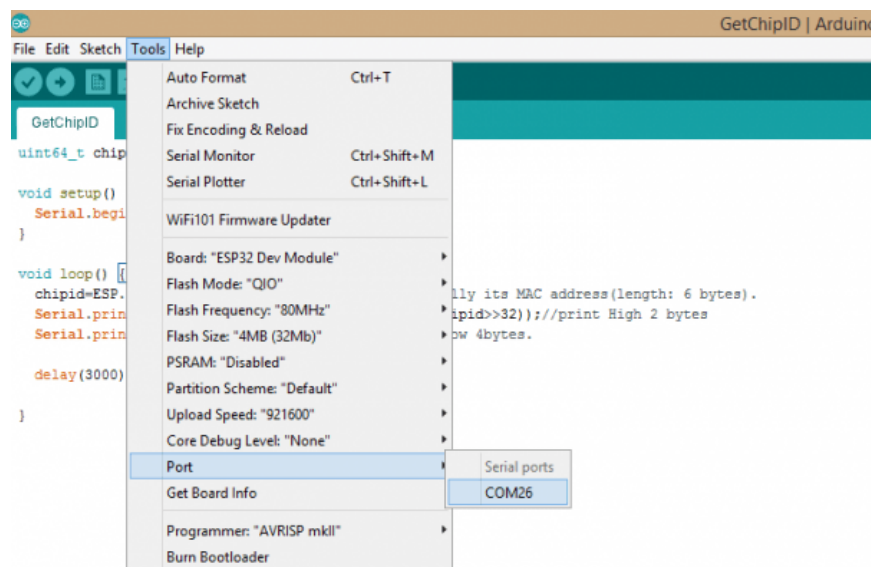 GetChipID | Arduino
File Edit Sketch Tools Help
GetChipID
Auto Format Ctrl+T
Archive Sketch
Fix Encoding & Reload
Serial Monitor Ctrl+Shift+M
Serial Plotter Ctrl+Shift+L
WiFi101 Firmware Updater
Board: "ESP32 Dev Module"
Flash Mode: "QIO"
Flash Frequency: "80MHz"
Flash Size: "4MB (32Mb)"
PSRAM: "Disabled"
Partition Scheme: "Default"
Upload Speed: "921600"
Core Debug Level: "None"
Port
Get Board Info
Programmer: "AVRISP mkII"
Burn Bootloader
Serial ports
COM26
uint64_t chip
void setup()
Serial.begi
}
void loop() {
chipid=ESP. lly its MAC address(length: 6 bytes).
Serial.prin ipid>>32));//print High 2 bytes
Serial.prin ow 4bytes.
delay(3000)
}